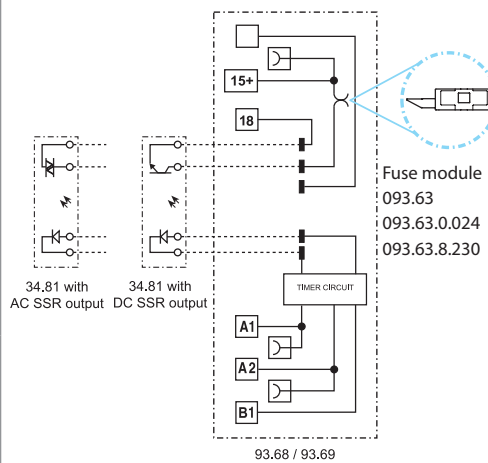 15+
18
Fuse module
093.63
093.63.0.024
093.63.8.230
34.81 with
AC SSR output
34.81 with
DC SSR output
TIMER CIRCUIT
A1
A2
B1
93.68 / 93.69